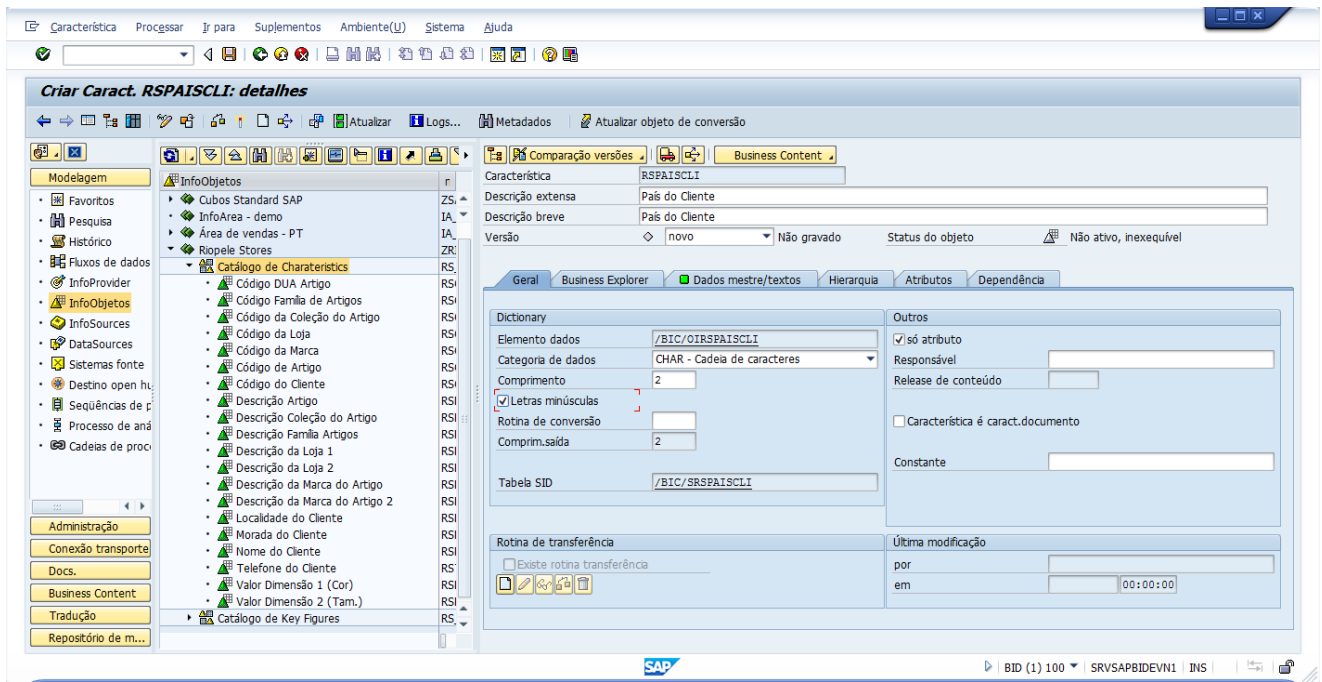 Característica Processar Ir para Suplementos Ambiente(U) Sistema Ajuda
Criar Caract. RSPAISCLI: detalhes
Atualizar Logs... Metadados Atualizar objeto de conversão
Modelagem
Favoritos
Pesquisa
Histórico
Fluxos de dados
InfoProvider
InfoObjetos
InfoSources
DataSources
Sistemas fonte
Destino open hu
Seqüências de p
Processo de aná
Cadeias de proc
Administração
Conexão transporte
Docs.
Business Content
Tradução
Repositório de m...
InfoObjetos
Cubos Standard SAP
InfoArea - demo IA_
Área de vendas - PT IA_
Riopele Stores
Catálogo de Charateristics RS_
Código DUA Artigo
Código Família de Artigos
Código da Coleção do Artigo
Código da Loja
Código da Marca
Código de Artigo
Código do Cliente
Descrição Artigo
Descrição Coleção do Artigo
Descrição Família Artigos
Descrição da Loja 1
Descrição da Loja 2
Descrição da Marca do Artigo
Descrição da Marca do Artigo 2
Localidade do Cliente
Morada do Cliente
Nome do Cliente
Telefone do Cliente
Valor Dimensão 1 (Cor)
Valor Dimensão 2 (Tam.)
Catálogo de Key Figures RS_
Comparação versões Business Content
Característica RSPAISCLI
Descrição extensa País do Cliente
Descrição breve País do Cliente
Versão novo Não gravado Status do objeto Não ativo, inexequível
Geral Business Explorer Dados mestre/textos Hierarquia Atributos Dependência
Dictionary
Elemento dados /BIC/OIRSPAISCLI
Categoria de dados CHAR - Cadeia de caracteres
Comprimento 2
Letras minúsculas
Rotina de conversão
Comprim.saída 2
Tabela SID /BIC/SRSPAISCLI
Outros
só atributo
Responsável
Release de conteúdo
Característica é caract.documento
Constante
Rotina de transferência
Existe rotina transferência
Última modificação
por
em 00:00:00
SAP BID (1) 100 SRVSAPBIDEVN1 INS